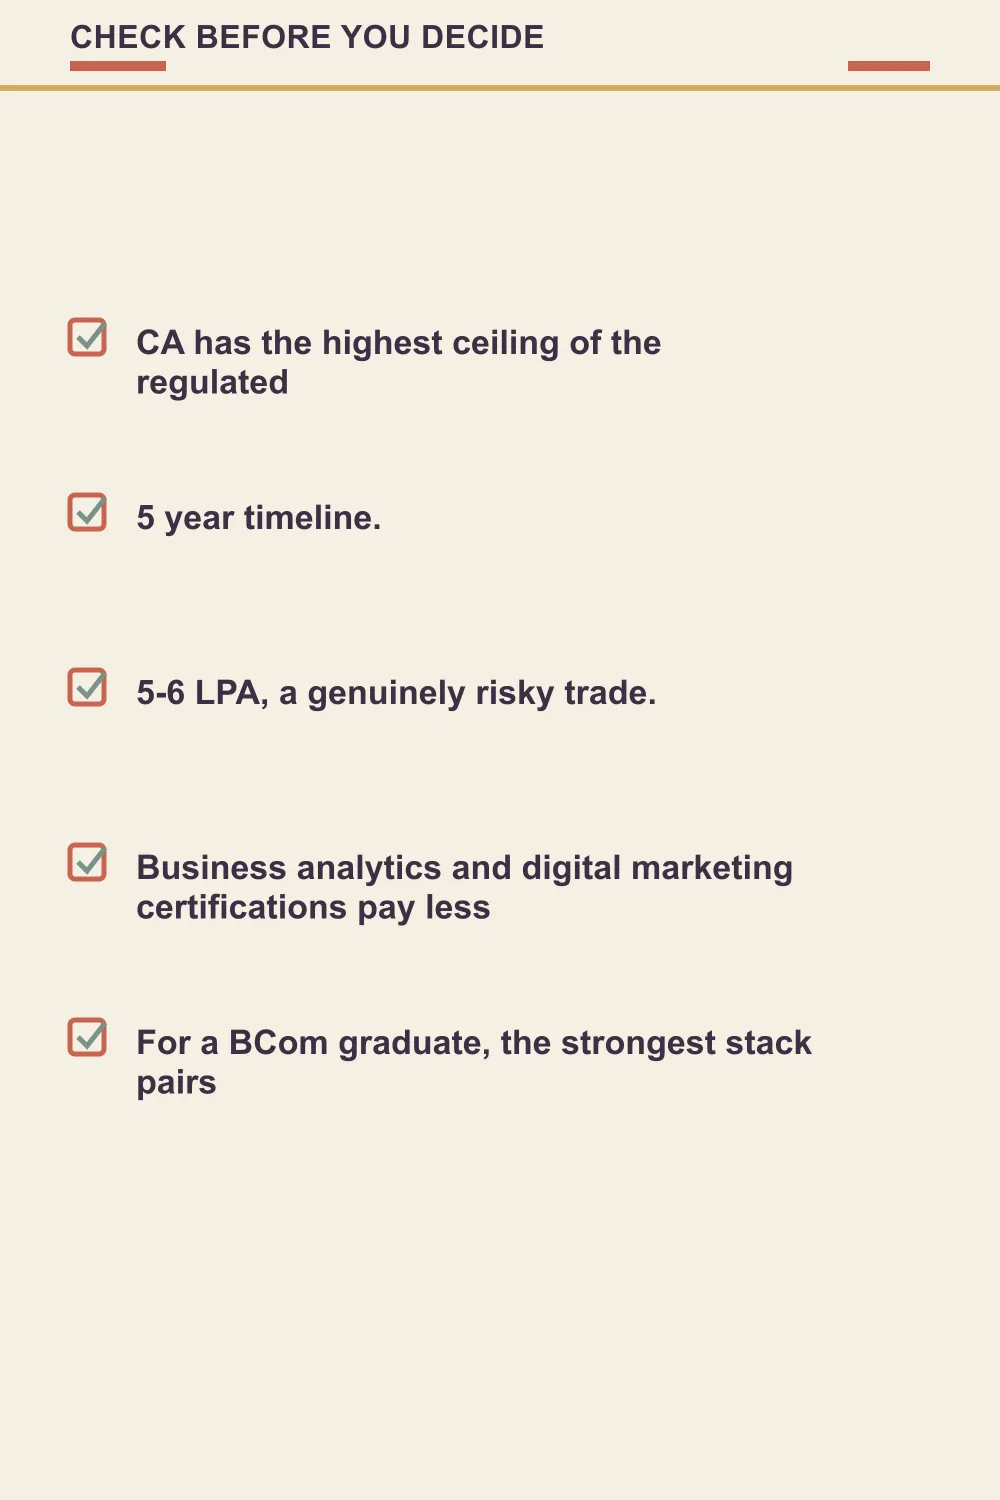 CHECK BEFORE YOU DECIDE
CA has the highest ceiling of the
regulated
5 year timeline.
5-6 LPA, a genuinely risky trade.
Business analytics and digital marketing
certifications pay less
For a BCom graduate, the strongest stack
pairs